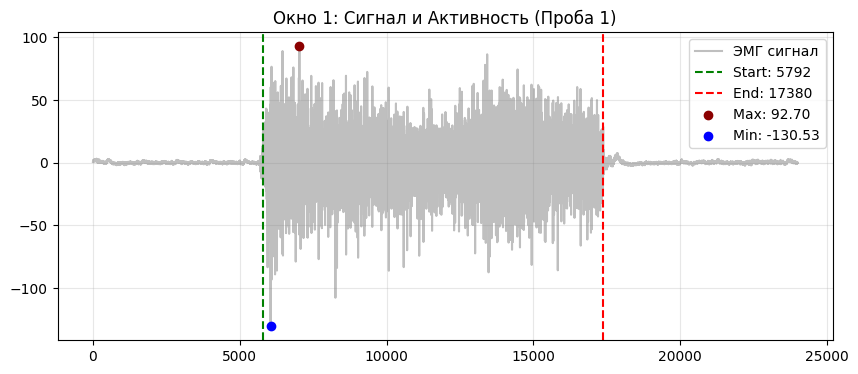 Окно 1: Сигнал и Активность (Проба 1)
100
50
0
−50
−100
0
5000
10000
15000
20000
25000
ЭМГ сигнал
Start: 5792
End: 17380
Max: 92.70
Min: -130.53